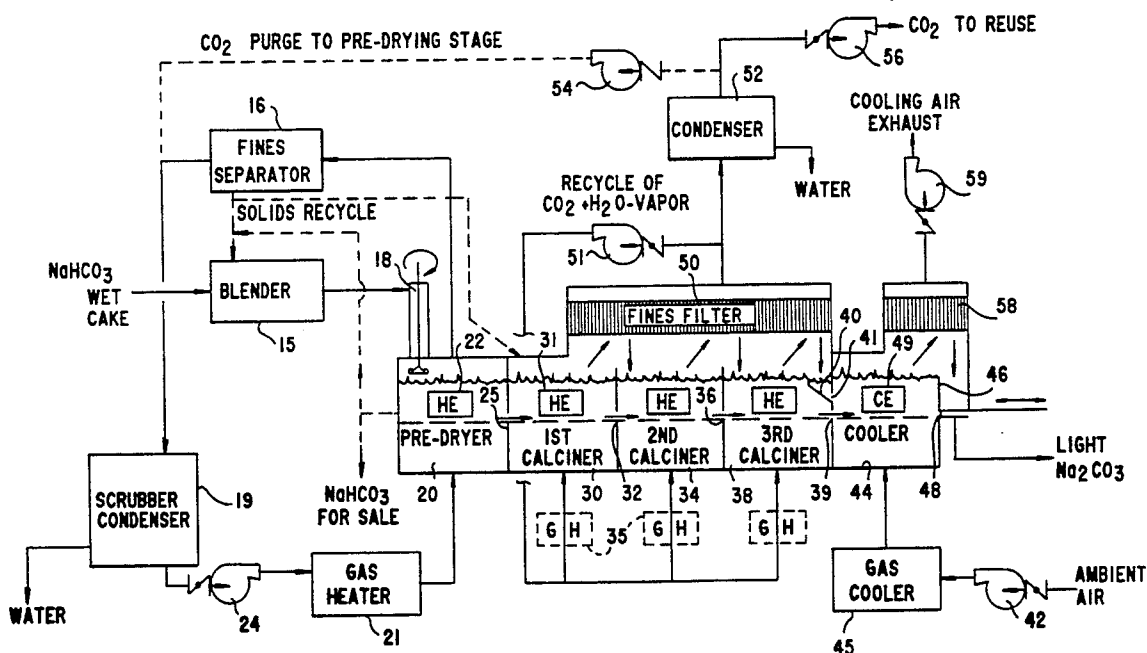 CO2 PURGE TO PRE-DRYING STAGE
54
56
CO2 TO REUSE
52
CONDENSER
WATER
COOLING AIR
EXHAUST
59
16
FINES
SEPARATOR
SOLIDS RECYCLE
RECYCLE OF
CO2 +H2O-VAPOR
51
50
FINES FILTER
58
NaHCO3
WET
CAKE
BLENDER
15
18
22
HE
31
HE
HE
HE
40
41
49
CE
46
25
36
PRE-DRYER
20
1ST
CALCINER
30
32
2ND
CALCINER
34
38
3RD
CALCINER
39
COOLER
44
48
LIGHT
Na2CO3
SCRUBBER
CONDENSER
19
NaHCO3
FOR SALE
G H
35
G H
G H
WATER
24
GAS
HEATER
21
GAS
COOLER
45
42
AMBIENT
AIR